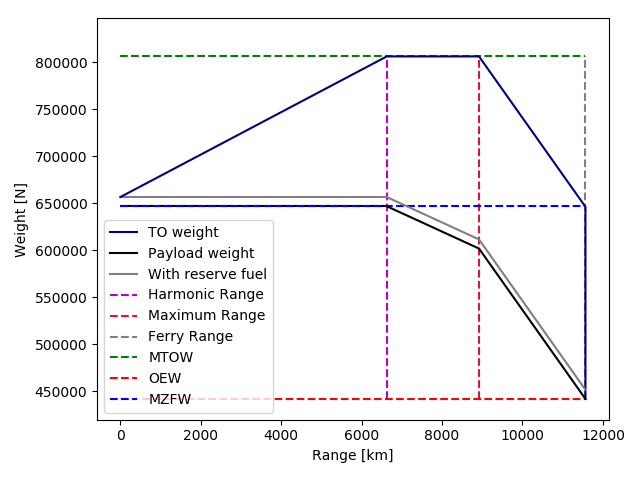 800000
750000
700000
650000
600000
550000
500000
450000
Weight [N]
TO weight
Payload weight
With reserve fuel
Harmonic Range
Maximum Range
Ferry Range
MTOW
OEW
MZFW
0 2000 4000 6000 8000 10000 12000
Range [km]